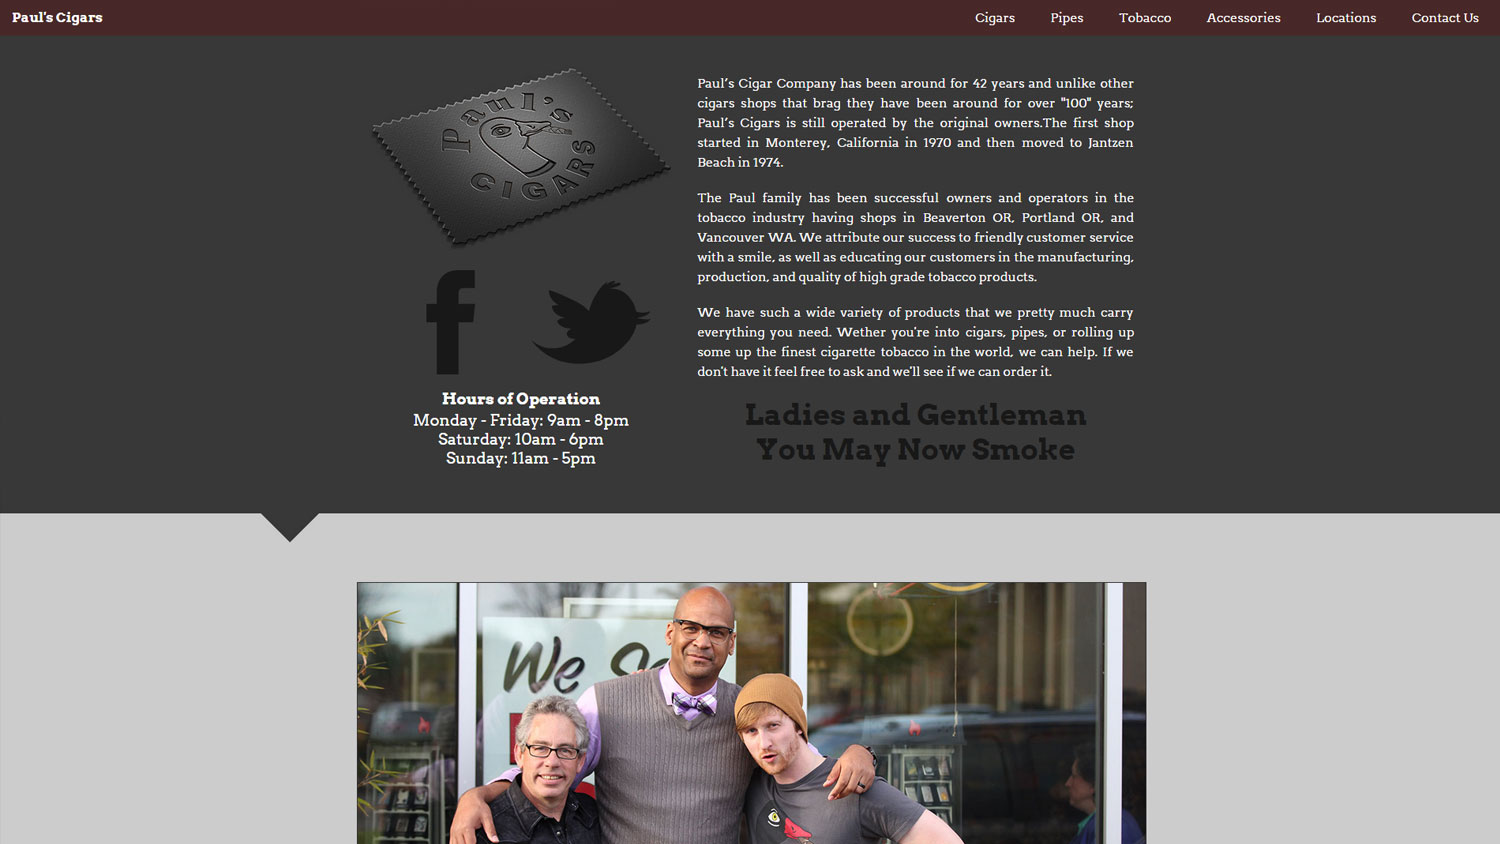 Paul's Cigars
Cigars Pipes Tobacco Accessories Locations Contact Us
Paul's
CIGARS
Paul’s Cigar Company has been around for 42 years and unlike other
cigars shops that brag they have been around for over "100" years;
Paul’s Cigars is still operated by the original owners.The first shop
started in Monterey, California in 1970 and then moved to Jantzen
Beach in 1974.
The Paul family has been successful owners and operators in the
tobacco industry having shops in Beaverton OR, Portland OR, and
Vancouver WA. We attribute our success to friendly customer service
with a smile, as well as educating our customers in the manufacturing,
production, and quality of high grade tobacco products.
We have such a wide variety of products that we pretty much carry
everything you need. Wether you're into cigars, pipes, or rolling up
some up the finest cigarette tobacco in the world, we can help. If we
don't have it feel free to ask and we'll see if we can order it.
Hours of Operation
Monday - Friday: 9am - 8pm
Saturday: 10am - 6pm
Sunday: 11am - 5pm
Ladies and Gentleman
You May Now Smoke
We